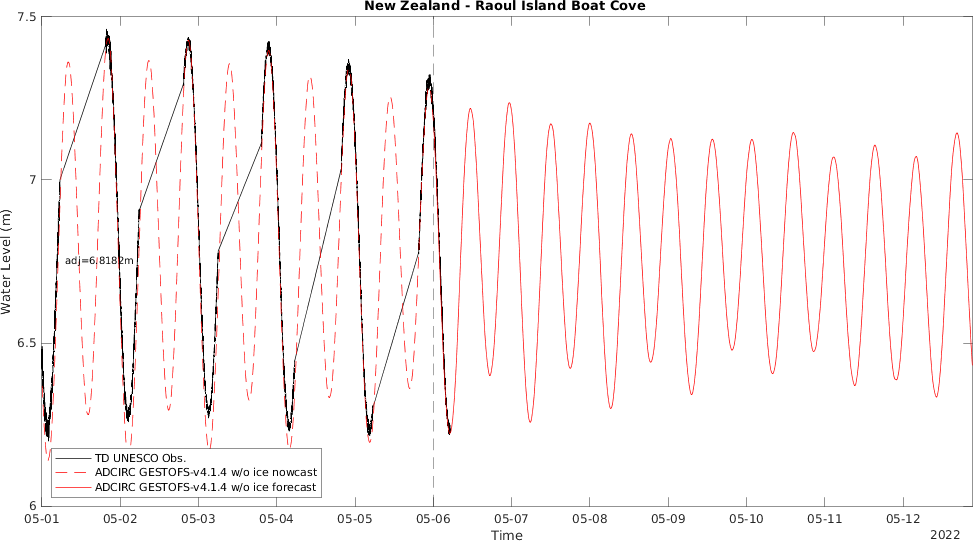 New Zealand - Raoul Island Boat Cove
7.5
7
6.5
6
Water Level (m)
adj=6.8182m
TD UNESCO Obs.
ADCIRC GESTOFS-v4.1.4 w/o ice nowcast
ADCIRC GESTOFS-v4.1.4 w/o ice forecast
05-01 05-02 05-03 05-04 05-05 05-06 05-07 05-08 05-09 05-10 05-11 05-12
Time
2022